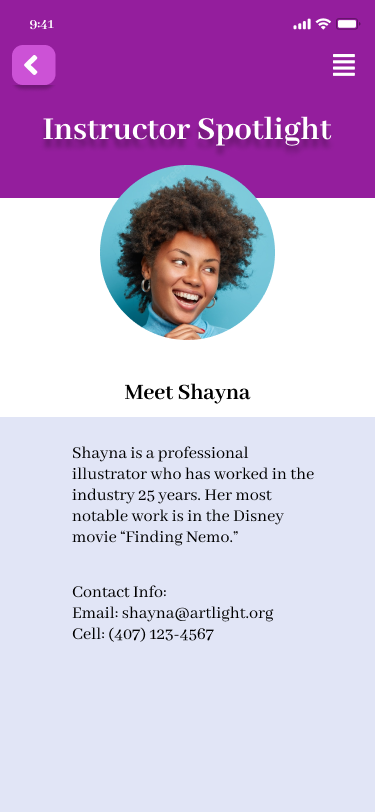 9:41
Instructor Spotlight
Meet Shayna
Shayna is a professional
illustrator who has worked in the
industry 25 years. Her most
notable work is in the Disney
movie “Finding Nemo.”
Contact Info:
Email: shayna@artlight.org
Cell: (407) 123-4567